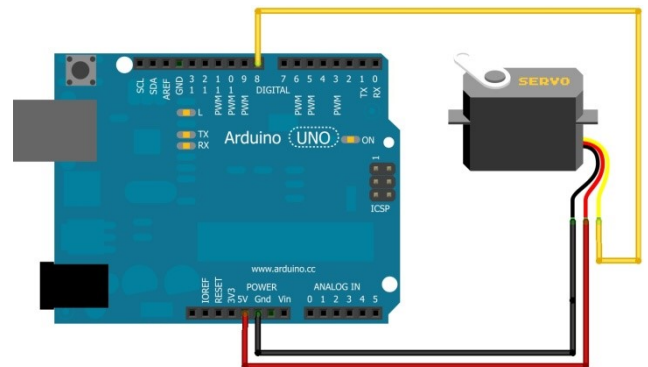 SCL
SDA
AREF
GND
13
12
11 PWM
10 PWM
9 PWM
8
7
6 PWM
5 PWM
4
3 PWM
2
1 TX
0 RX
DIGITAL
L
TX
RX
Arduino UNO
ON
1
ICSP
SERVO
www.arduino.cc
POWER
ANALOG IN
IOREF
RESET
3V3
5V Gnd Vin
0 1 2 3 4 5